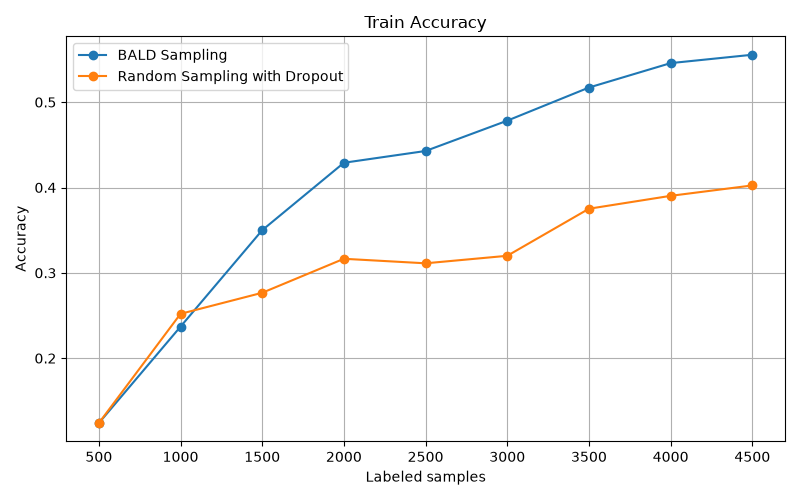 Train Accuracy
BALD Sampling
Random Sampling with Dropout
Accuracy
0.5
0.4
0.3
0.2
500 1000 1500 2000 2500 3000 3500 4000 4500
Labeled samples